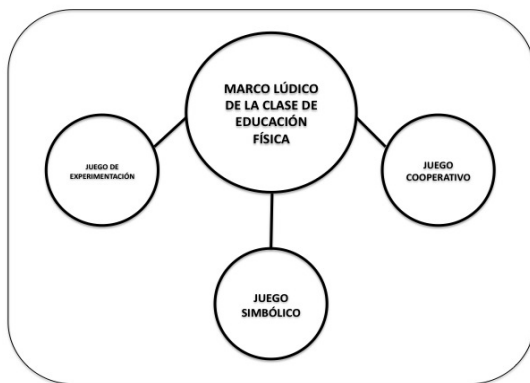 MARCO LÚDICO
DE LA CLASE DE
EDUCACIÓN
FÍSICA
JUEGO DE
EXPERIMENTACIÓN
JUEGO
COOPERATIVO
JUEGO
SIMBÓLICO